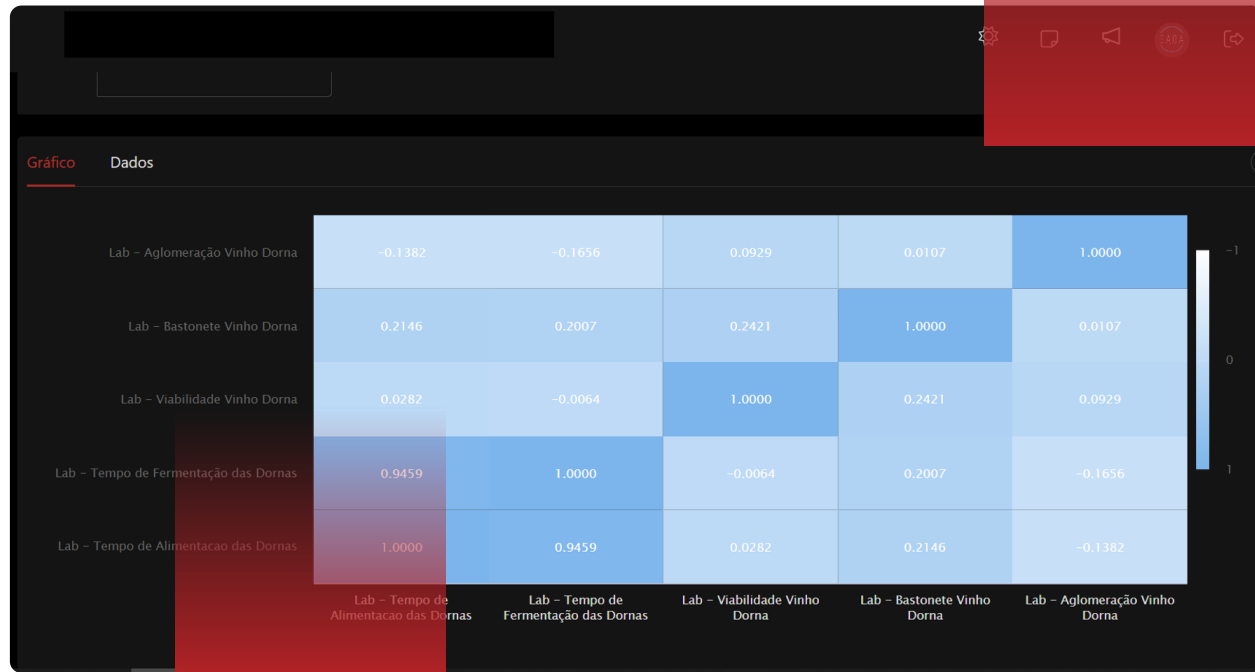 Gráfico Dados
Lab – Aglomeração Vinho Dorna -0.1382 -0.1656 0.0929 0.0107 1.0000
-1
Lab – Bastonete Vinho Dorna 0.2146 0.2007 0.2421 1.0000 0.0107
0
Lab – Viabilidade Vinho Dorna 0.0282 -0.0064 1.0000 0.2421 0.0929
Lab – Tempo de Fermentação das Dornas 0.9459 1.0000 -0.0064 0.2007 -0.1656
1
Lab – Tempo de Alimentacao das Dornas 1.0000 0.9459 0.0282 0.2146 -0.1382
Lab – Tempo de
Alimentacao das Dornas
Lab – Tempo de
Fermentação das Dornas
Lab – Viabilidade Vinho
Dorna
Lab – Bastonete Vinho
Dorna
Lab – Aglomeração Vinho
Dorna